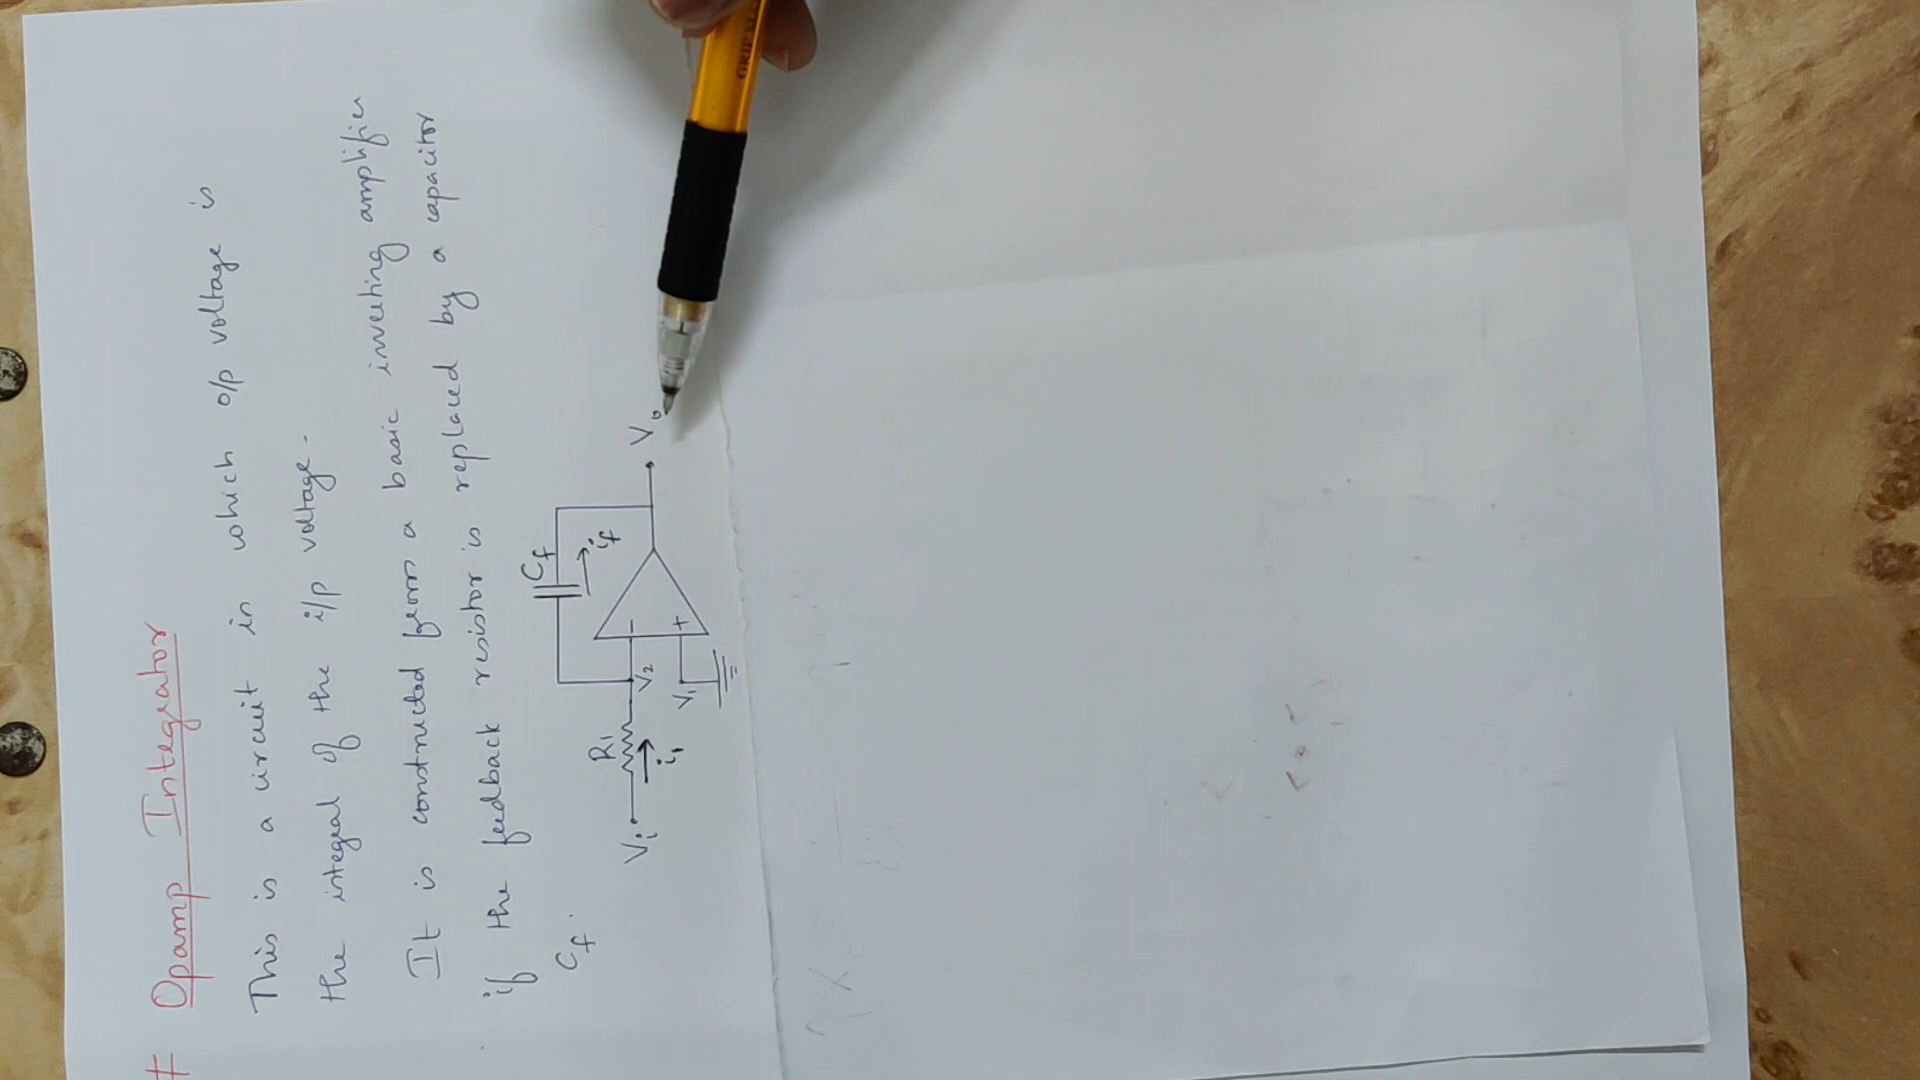 # Opamp Integrator
This is a circuit in which o/p voltage is
the integral of the i/p voltage.
It is constructed from a basic inverting amplifier
if the feedback resistor is replaced by a capacitor
Cf.
Cf
if
R1
i1
Vi
V2
V1
-
+
Vo